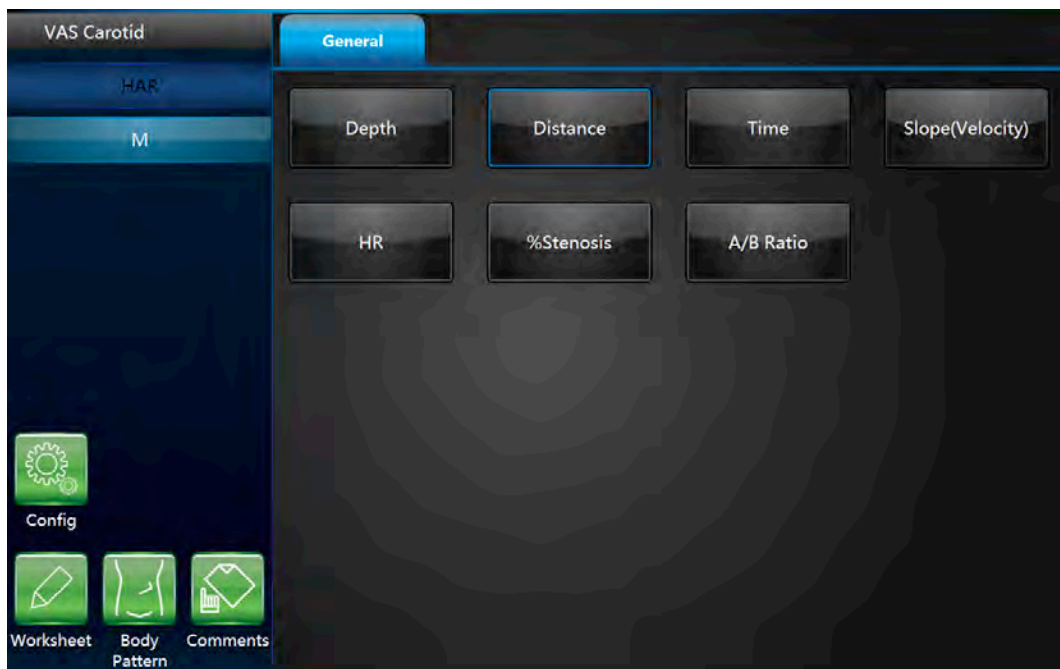 VAS Carotid
General
HAR
M
Depth
Distance
Time
Slope(Velocity)
HR
%Stenosis
A/B Ratio
Config
Worksheet
Body
Pattern
Comments